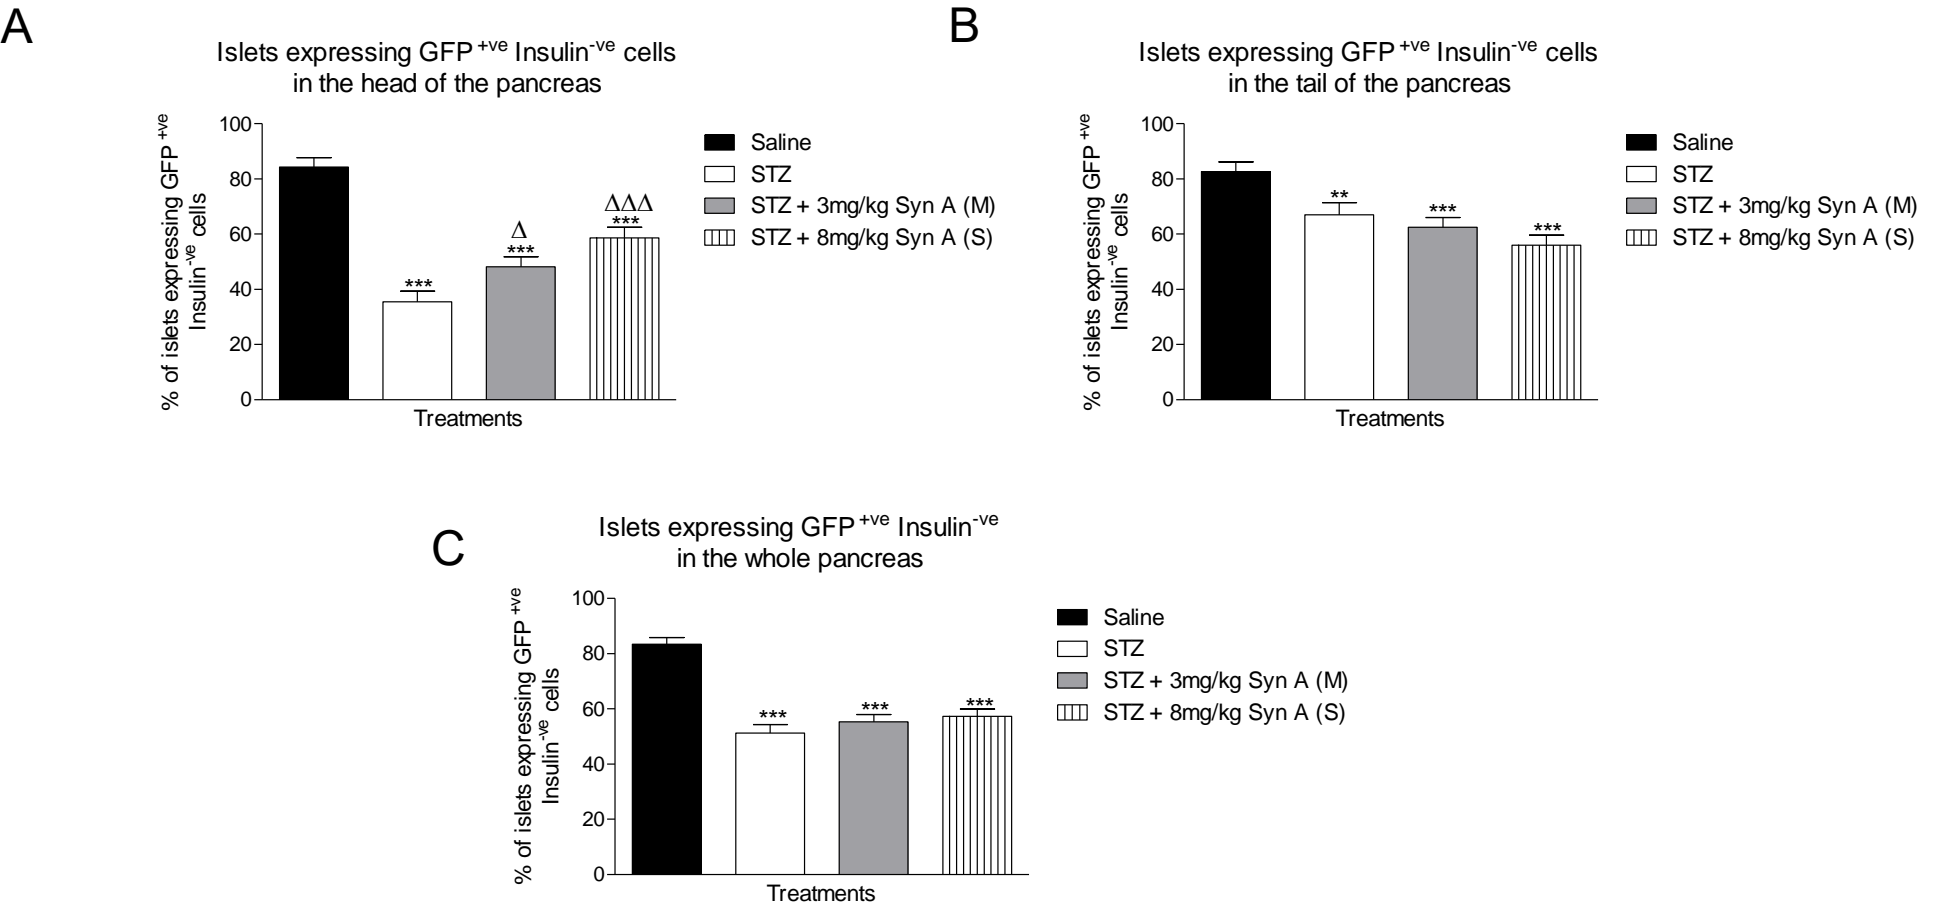 A
Islets expressing GFP +ve Insulin-ve cells
in the head of the pancreas
% of islets expressing GFP +ve
Insulin-ve cells
100
80
60
40
20
0
***
Δ
***
ΔΔΔ
***
Treatments
Saline
STZ
STZ + 3mg/kg Syn A (M)
STZ + 8mg/kg Syn A (S)
B
Islets expressing GFP +ve Insulin-ve cells
in the tail of the pancreas
% of islets expressing GFP +ve
Insulin-ve cells
100
80
60
40
20
0
**
***
***
Treatments
Saline
STZ
STZ + 3mg/kg Syn A (M)
STZ + 8mg/kg Syn A (S)
C
Islets expressing GFP +ve Insulin-ve
in the whole pancreas
% of islets expressing GFP +ve
Insulin-ve cells
100
80
60
40
20
0
***
***
***
Treatments
Saline
STZ
STZ + 3mg/kg Syn A (M)
STZ + 8mg/kg Syn A (S)